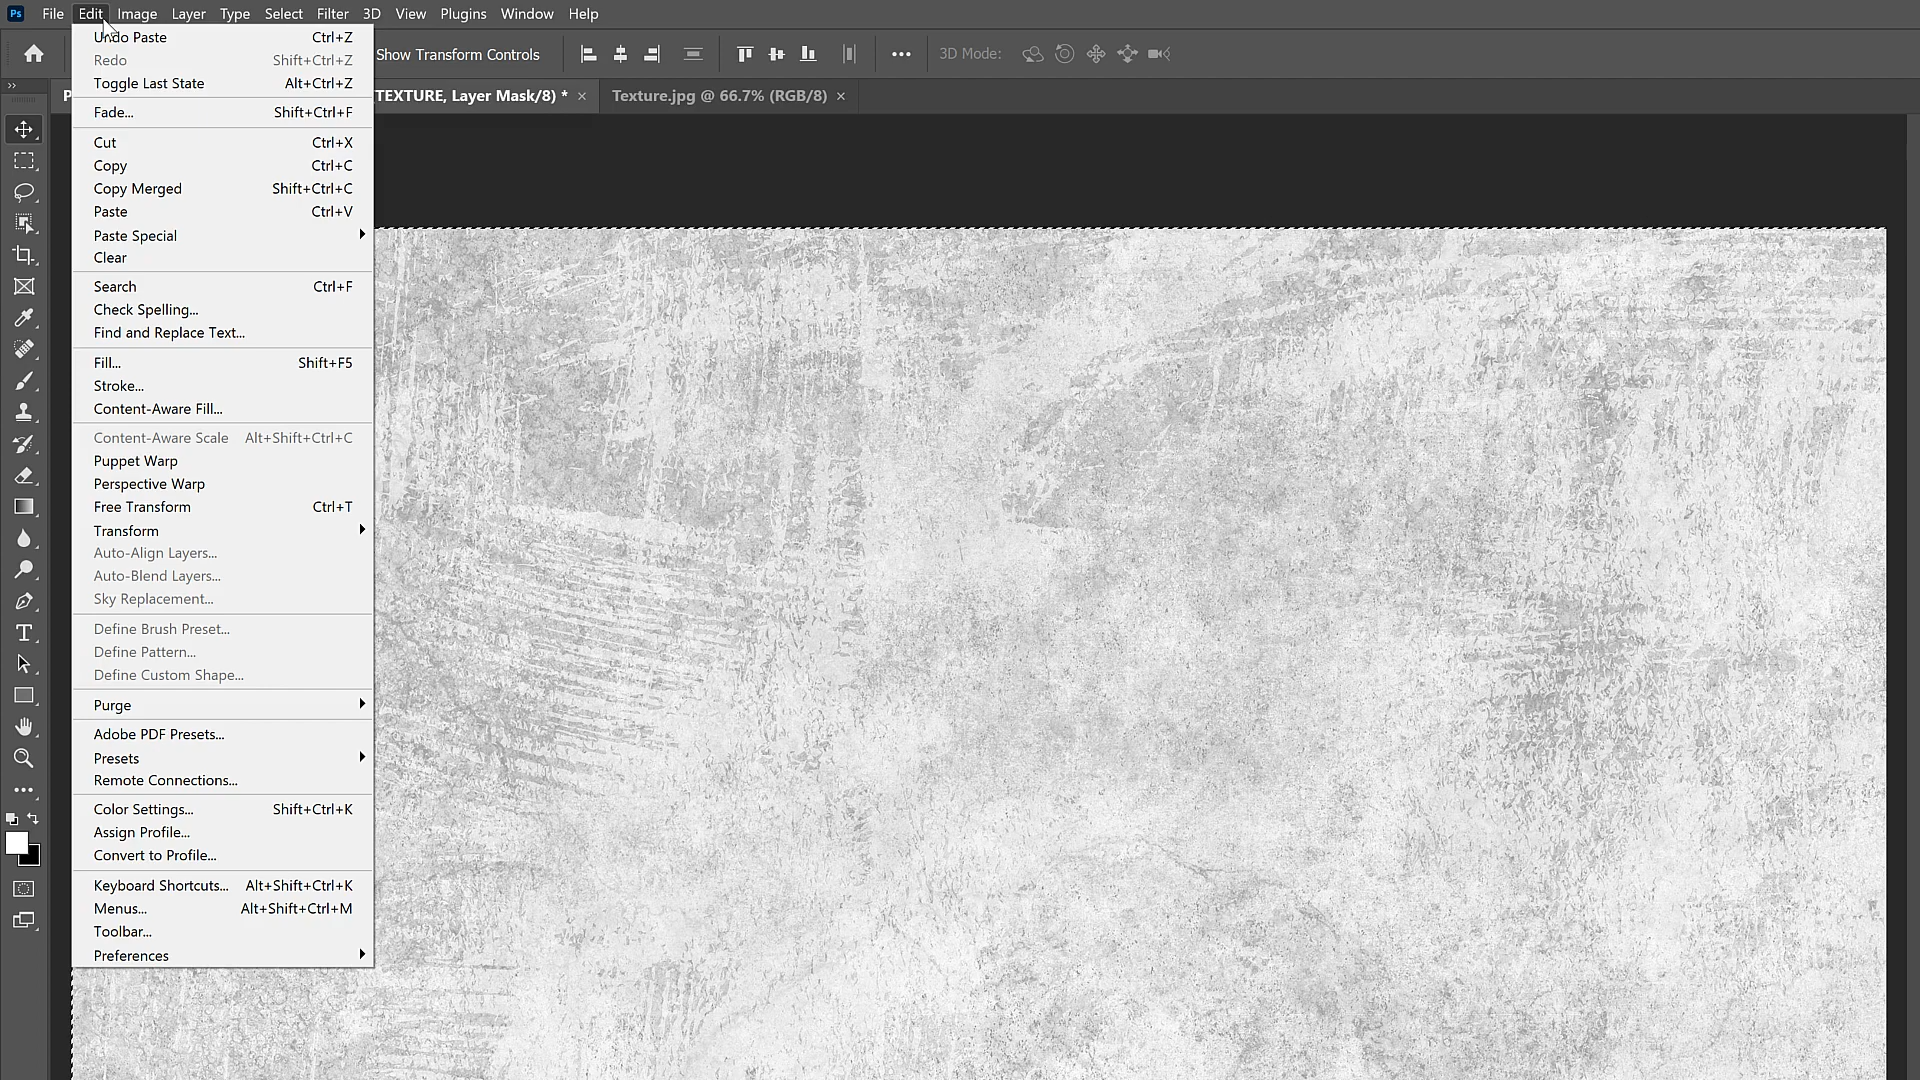 Ps File Edit Image Layer Type Select Filter 3D View Plugins Window Help
Show Transform Controls 3D Mode:
P TEXTURE, Layer Mask/8) * × Texture.jpg @ 66.7% (RGB/8) ×
Undo Paste Ctrl+Z
Redo Shift+Ctrl+Z
Toggle Last State Alt+Ctrl+Z
Fade... Shift+Ctrl+F
Cut Ctrl+X
Copy Ctrl+C
Copy Merged Shift+Ctrl+C
Paste Ctrl+V
Paste Special
Clear
Search Ctrl+F
Check Spelling...
Find and Replace Text...
Fill... Shift+F5
Stroke...
Content-Aware Fill...
Content-Aware Scale Alt+Shift+Ctrl+C
Puppet Warp
Perspective Warp
Free Transform Ctrl+T
Transform
Auto-Align Layers...
Auto-Blend Layers...
Sky Replacement...
Define Brush Preset...
Define Pattern...
Define Custom Shape...
Purge
Adobe PDF Presets...
Presets
Remote Connections...
Color Settings... Shift+Ctrl+K
Assign Profile...
Convert to Profile...
Keyboard Shortcuts... Alt+Shift+Ctrl+K
Menus... Alt+Shift+Ctrl+M
Toolbar...
Preferences